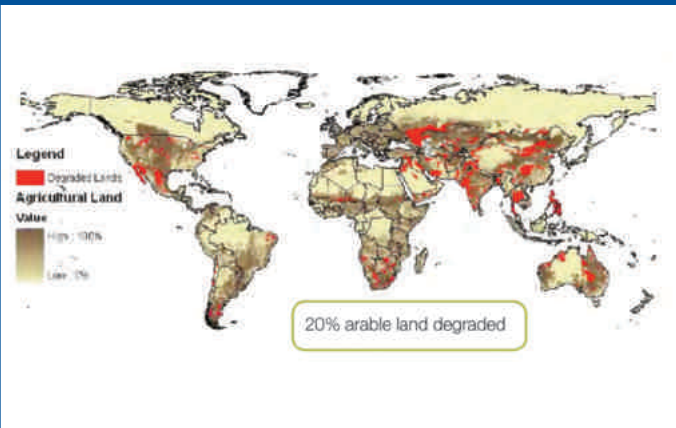 Legend
Degraded Lands
Agricultural Land
Value
High : 100%
Low : 0%
20% arable land degraded